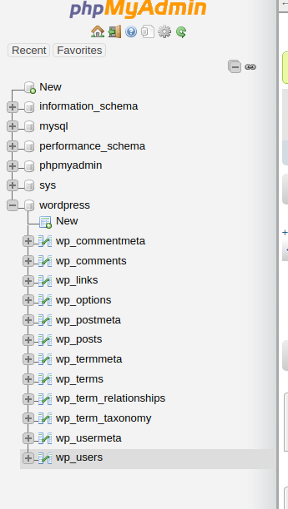 phpMyAdmin
Recent Favorites
New
information_schema
mysql
performance_schema
phpmyadmin
sys
wordpress
New
wp_commentmeta
wp_comments
wp_links
wp_options
wp_postmeta
wp_posts
wp_termmeta
wp_terms
wp_term_relationships
wp_term_taxonomy
wp_usermeta
wp_users